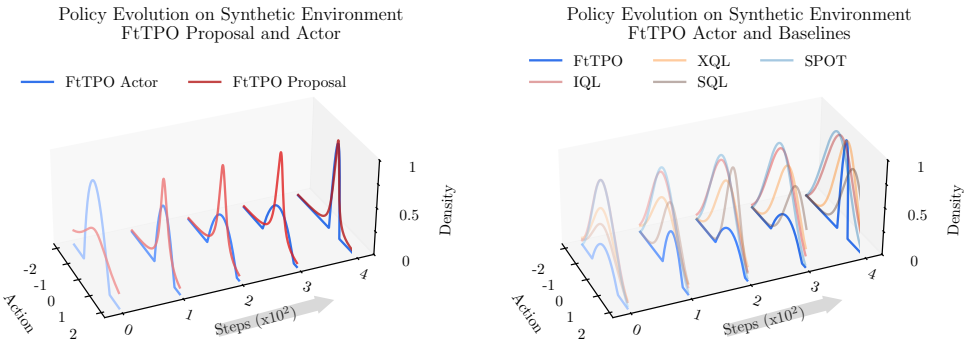 Policy Evolution on Synthetic Environment
FtTPO Proposal and Actor
FtTPO Actor
FtTPO Proposal
1
0.5
0
Density
-2
-1
0
1
2
Action
0
1
2
3
4
Steps (x10²)
Policy Evolution on Synthetic Environment
FtTPO Actor and Baselines
FtTPO
XQL
SPOT
IQL
SQL
1
0.5
0
Density
-2
-1
0
1
2
Action
0
1
2
3
4
Steps (x10²)